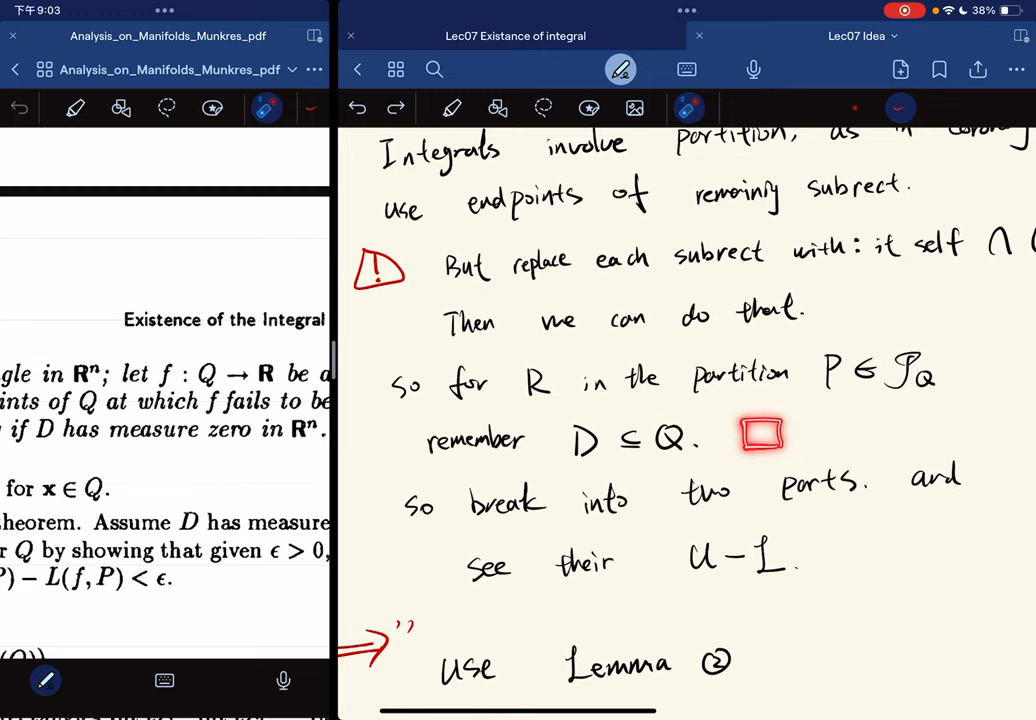 下午9:03
38%
Analysis_on_Manifolds_Munkres_pdf
Lec07 Existance of integral
Lec07 Idea
Analysis_on_Manifolds_Munkres_pdf
Existence of the Integral
gle in Rⁿ; let f : Q → R be a
oints of Q at which f fails to be
if D has measure zero in Rⁿ.
for x ∈ Q.
heorem. Assume D has measure
r Q by showing that given ϵ > 0,
P) – L(f, P) < ϵ.
(Q))
Integrals involve partition, as in
use endpoints of remaining subrect.
! But replace each subrect with: it self ∩
Then we can do that.
so for R in the partition P ∈ 𝒫_Q
remember D ⊆ Q.
so break into two parts. and
see their U – L.
⇒ ''
use Lemma ②